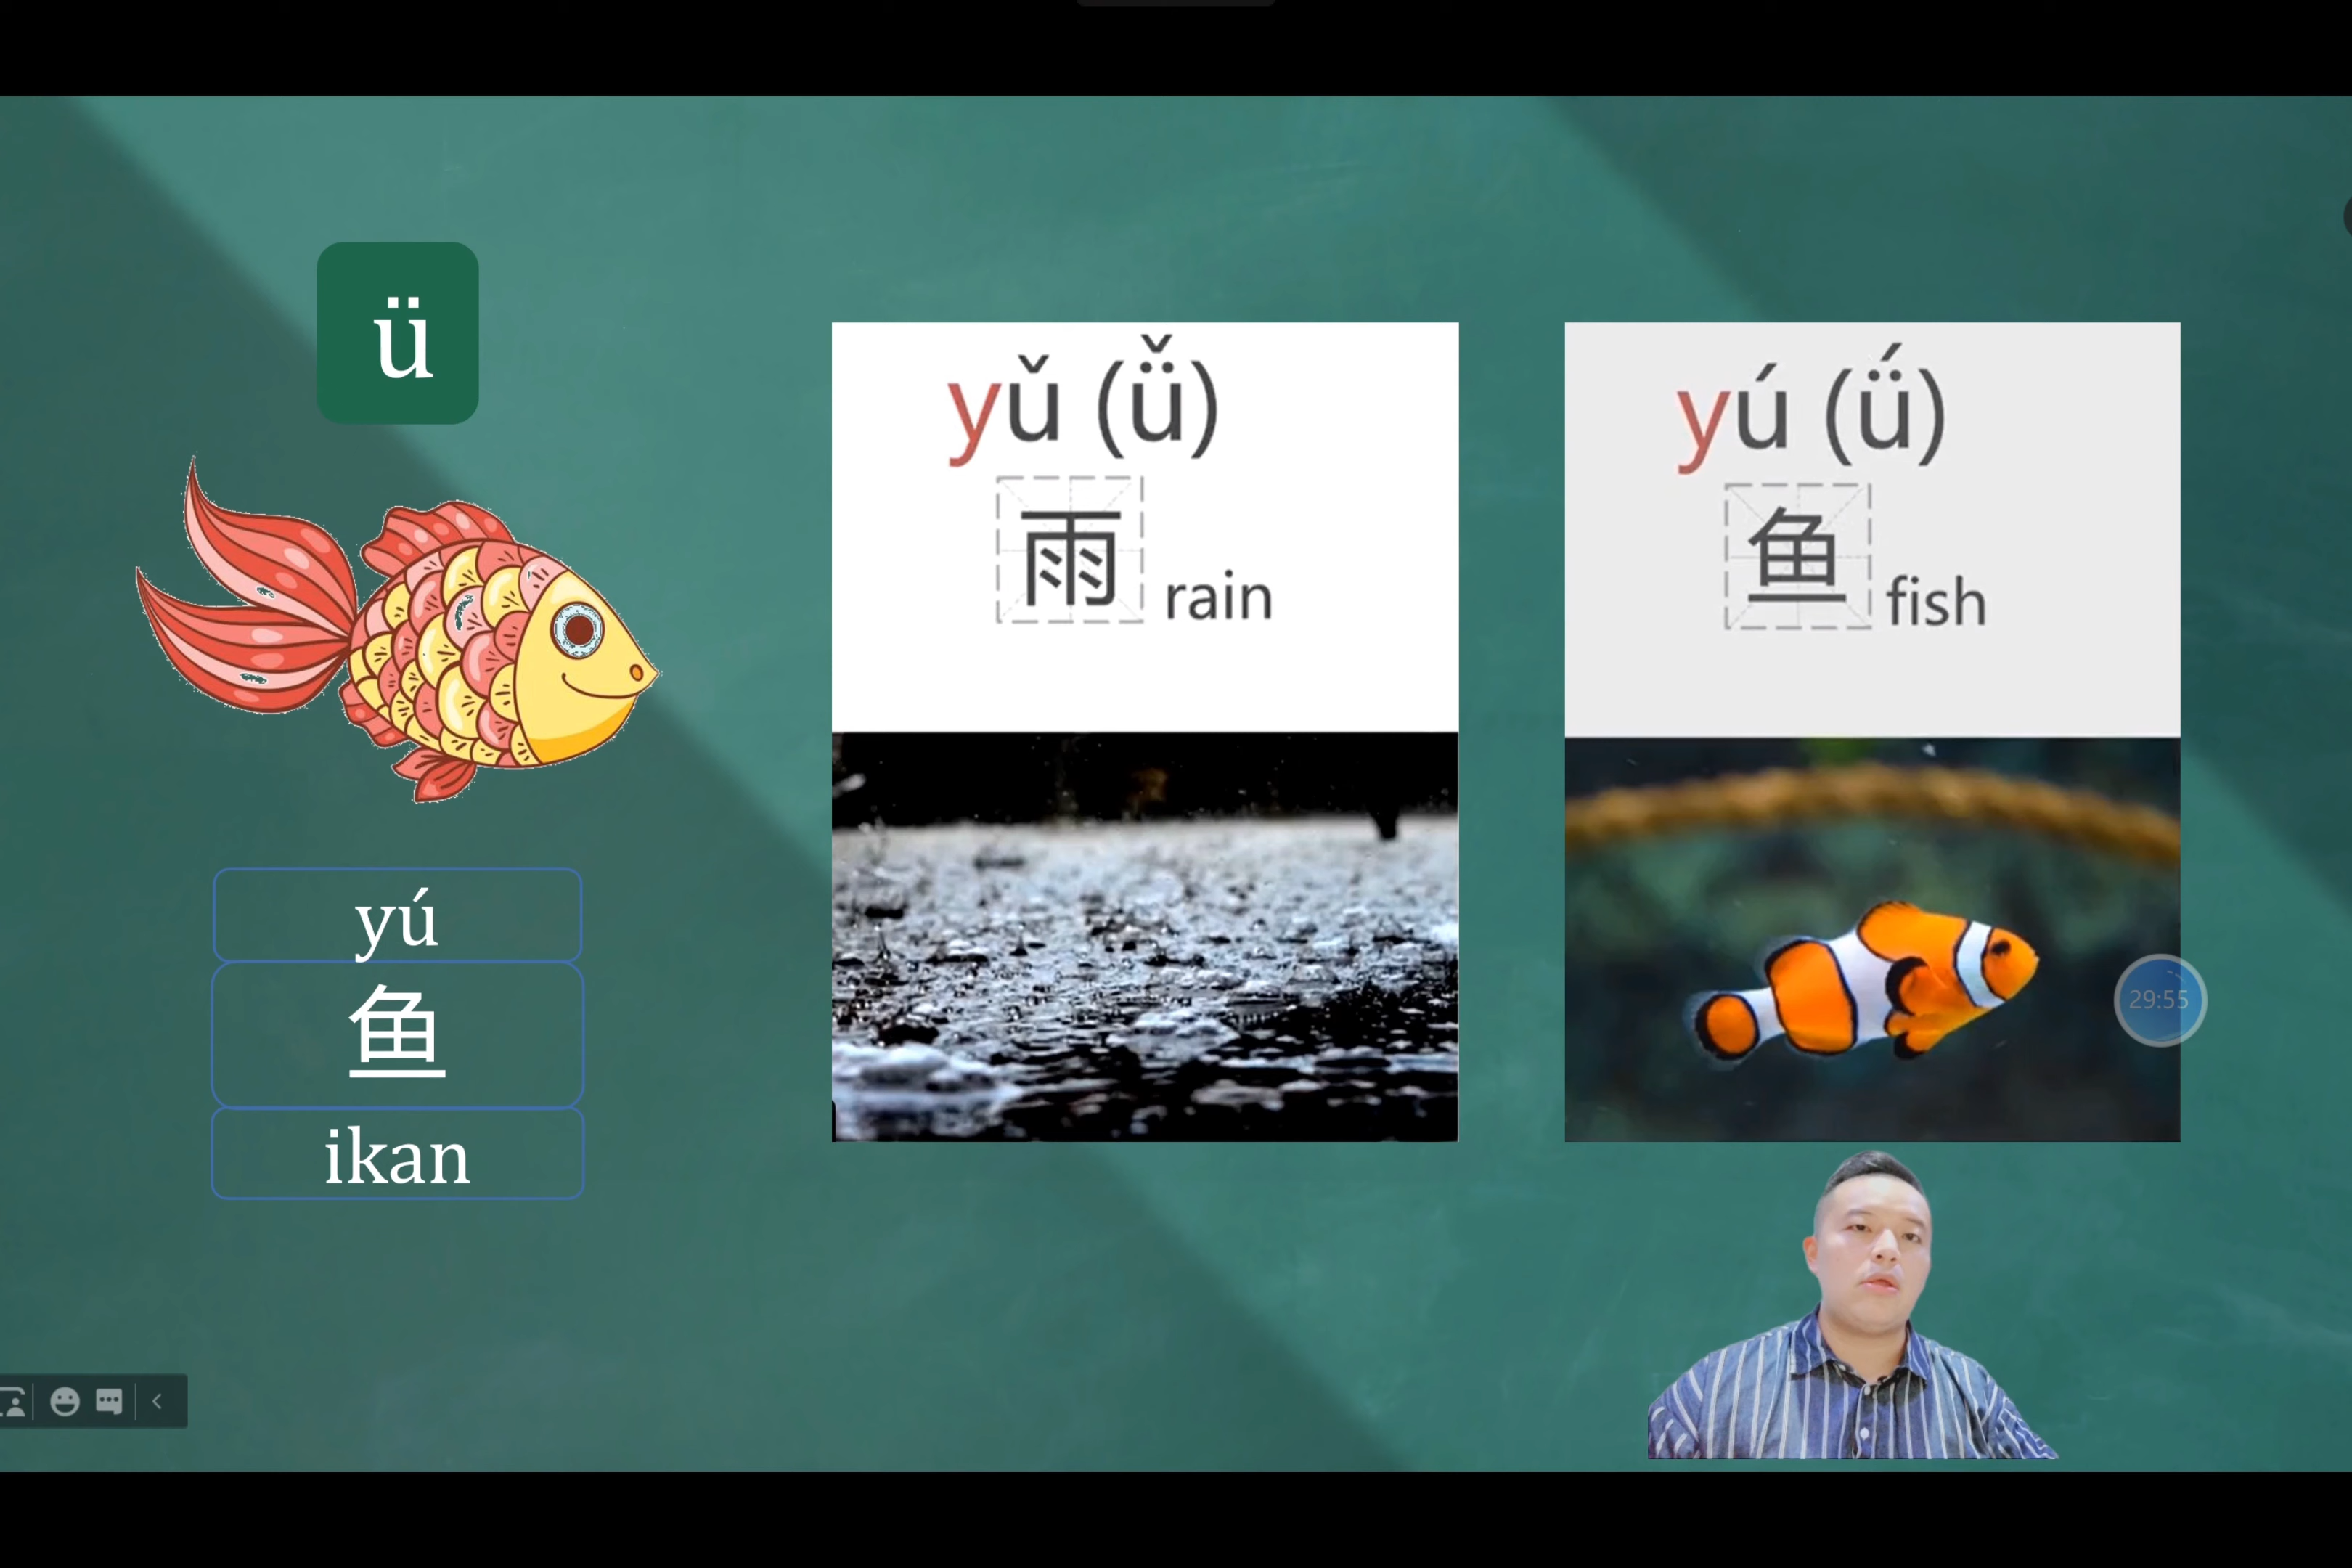 ü
yú
鱼
ikan
yǔ (ǚ)
雨 rain
yú (ǘ)
鱼 fish
29:55